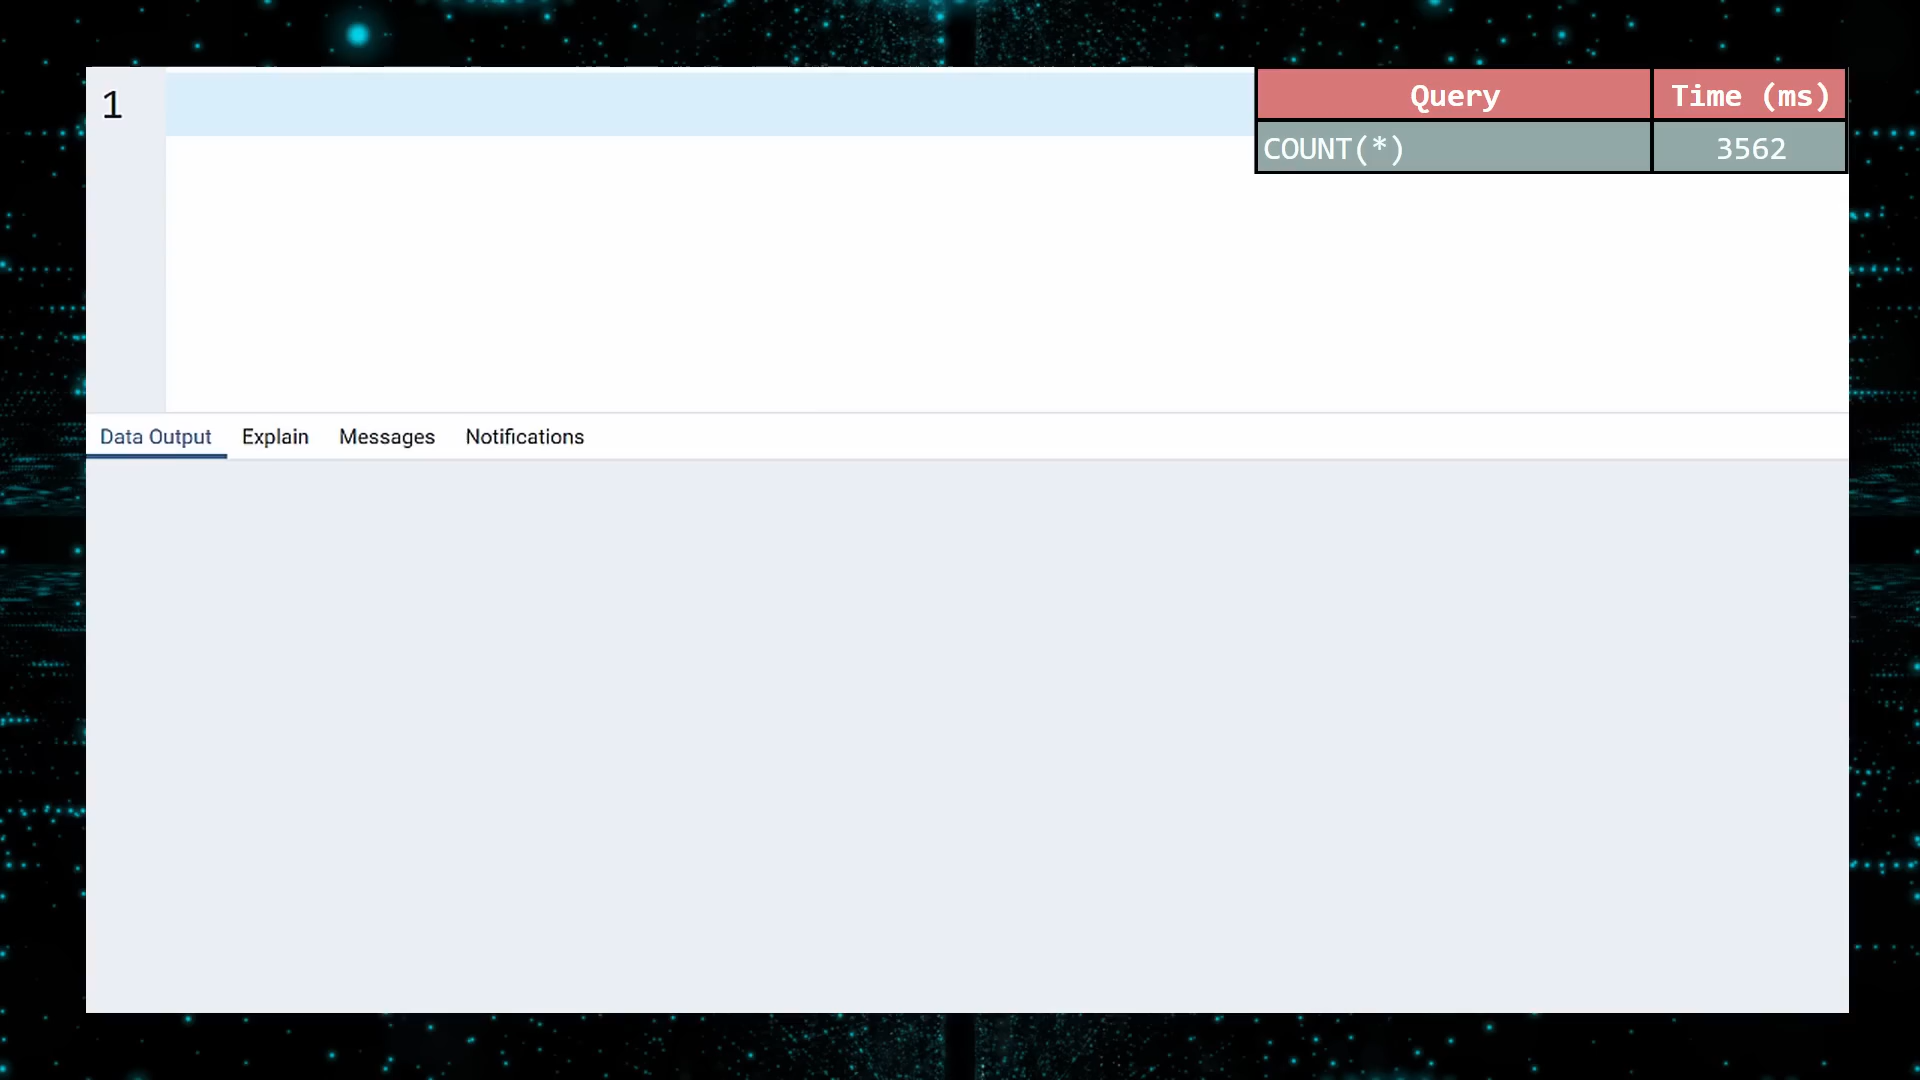 1
Query Time (ms)
COUNT(*) 3562
Data Output Explain Messages Notifications